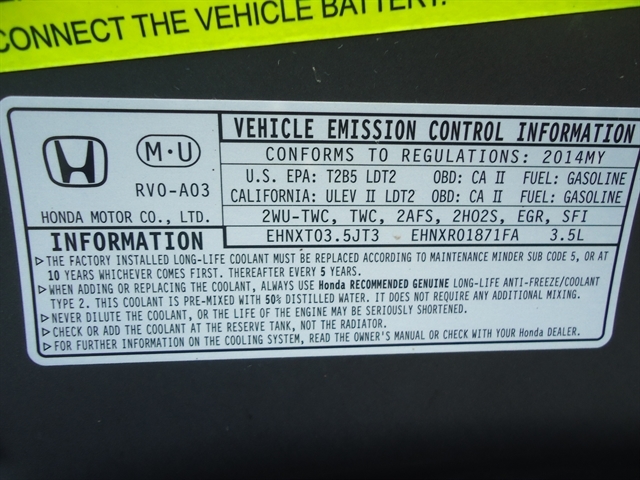 CONNECT THE VEHICLE BATTERY.
M·U
RV0-A03
HONDA MOTOR CO., LTD.
VEHICLE EMISSION CONTROL INFORMATION
CONFORMS TO REGULATIONS: 2014MY
U.S. EPA: T2B5 LDT2 OBD: CA II FUEL: GASOLINE
CALIFORNIA: ULEV II LDT2 OBD: CA II FUEL: GASOLINE
2WU-TWC, TWC, 2AFS, 2HO2S, EGR, SFI
EHNXT03.5JT3 EHNXR01871FA 3.5L
INFORMATION
▷THE FACTORY INSTALLED LONG-LIFE COOLANT MUST BE REPLACED ACCORDING TO MAINTENANCE MINDER SUB CODE 5, OR AT
10 YEARS WHICHEVER COMES FIRST. THEREAFTER EVERY 5 YEARS.
▷WHEN ADDING OR REPLACING THE COOLANT, ALWAYS USE Honda RECOMMENDED GENUINE LONG-LIFE ANTI-FREEZE/COOLANT
TYPE 2. THIS COOLANT IS PRE-MIXED WITH 50% DISTILLED WATER. IT DOES NOT REQUIRE ANY ADDITIONAL MIXING.
▷NEVER DILUTE THE COOLANT, OR THE LIFE OF THE ENGINE MAY BE SERIOUSLY SHORTENED.
▷CHECK OR ADD THE COOLANT AT THE RESERVE TANK, NOT THE RADIATOR.
▷FOR FURTHER INFORMATION ON THE COOLING SYSTEM, READ THE OWNER'S MANUAL OR CHECK WITH YOUR Honda DEALER.